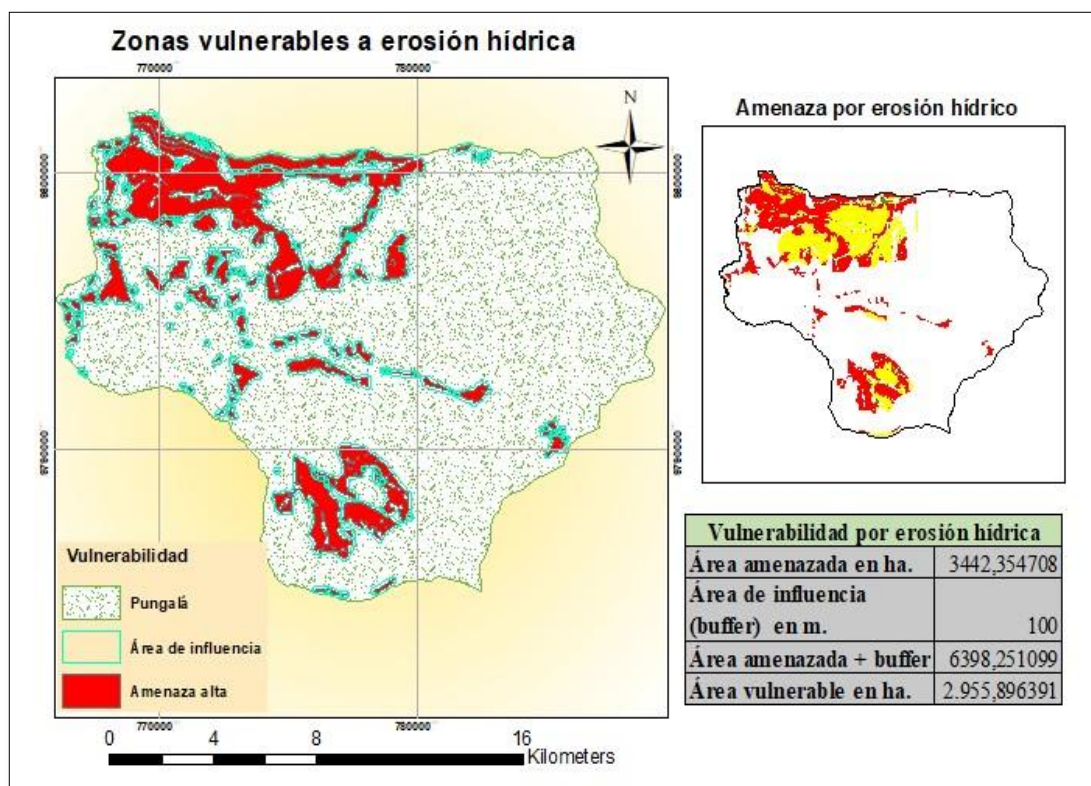 Zonas vulnerables a erosión hídrica
770000
780000
N
9800000
9800000
9790000
9790000
Vulnerabilidad
Pungalá
Área de influencia
Amenaza alta
770000
780000
0 4 8 16
Kilometers
Amenaza por erosión hídrico
Vulnerabilidad por erosión hídrica
Área amenazada en ha. 3442,354708
Área de influencia
(buffer) en m. 100
Área amenazada + buffer 6398,251099
Área vulnerable en ha. 2.955,896391